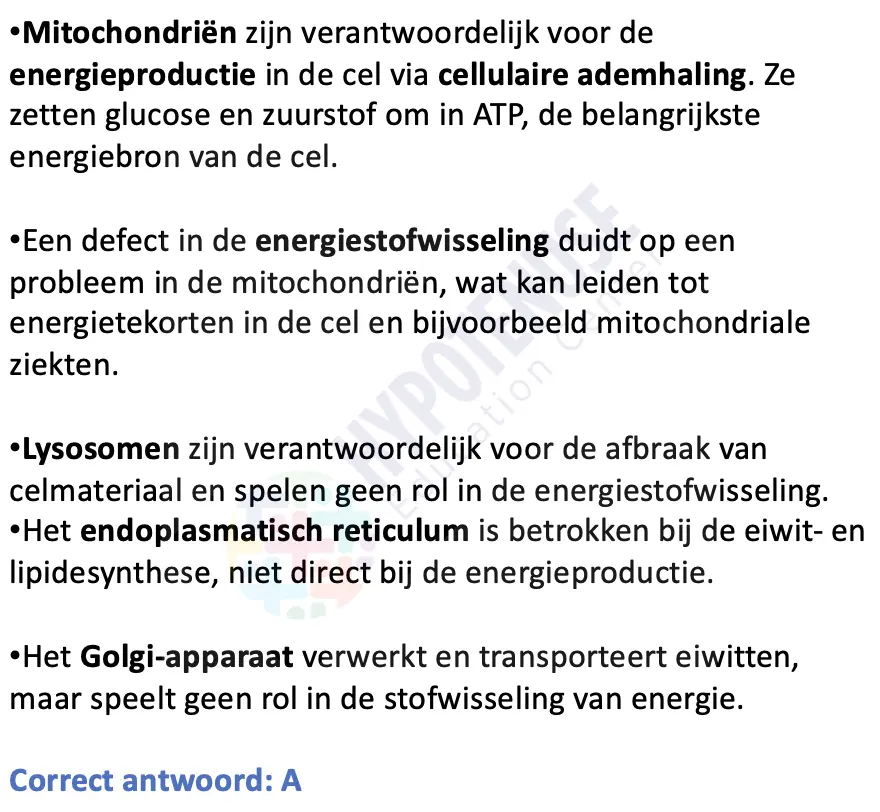 •Mitochondriën zijn verantwoordelijk voor de
energieproductie in de cel via cellulaire ademhaling. Ze
zetten glucose en zuurstof om in ATP, de belangrijkste
energiebron van de cel.
•Een defect in de energiestofwisseling duidt op een
probleem in de mitochondriën, wat kan leiden tot
energietekorten in de cel en bijvoorbeeld mitochondriale
ziekten.
•Lysosomen zijn verantwoordelijk voor de afbraak van
celmateriaal en spelen geen rol in de energiestofwisseling.
•Het endoplasmatisch reticulum is betrokken bij de eiwit- en
lipidesynthese, niet direct bij de energieproductie.
•Het Golgi-apparaat verwerkt en transporteert eiwitten,
maar speelt geen rol in de stofwisseling van energie.
Correct antwoord: A
HYPOTENUSE
Education Center